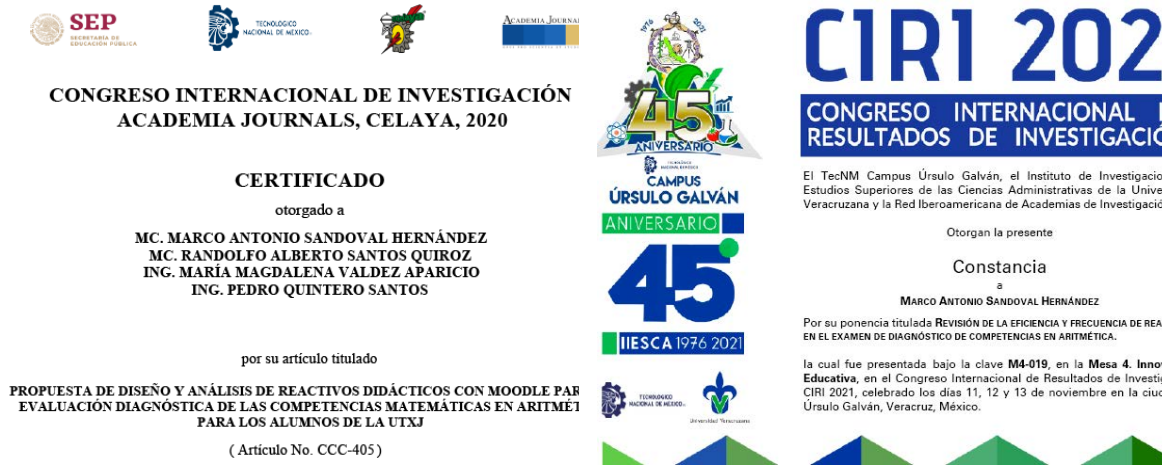 SEP
SECRETARÍA DE
EDUCACIÓN PÚBLICA
TECNOLÓGICO
NACIONAL DE MÉXICO
ACADEMIA JOURNA
CONGRESO INTERNACIONAL DE INVESTIGACIÓN
ACADEMIA JOURNALS, CELAYA, 2020
CERTIFICADO
otorgado a
MC. MARCO ANTONIO SANDOVAL HERNÁNDEZ
MC. RANDOLFO ALBERTO SANTOS QUIROZ
ING. MARÍA MAGDALENA VALDEZ APARICIO
ING. PEDRO QUINTERO SANTOS
por su artículo titulado
PROPUESTA DE DISEÑO Y ANÁLISIS DE REACTIVOS DIDÁCTICOS CON MOODLE PAR
EVALUACIÓN DIAGNÓSTICA DE LAS COMPETENCIAS MATEMÁTICAS EN ARITMÉT
PARA LOS ALUMNOS DE LA UTXJ
( Artículo No. CCC-405 )
1976 2021
45
ANIVERSARIO
TECNOLÓGICO
NACIONAL DE MÉXICO
CAMPUS
ÚRSULO GALVÁN
ANIVERSARIO
45
IIESCA 1976 2021
TECNOLÓGICO
NACIONAL DE MÉXICO
Universidad Veracruzana
CIRI 202
CONGRESO INTERNACIONAL
RESULTADOS DE INVESTIGACIÓ
El TecNM Campus Úrsulo Galván, el Instituto de Investigacio
Estudios Superiores de las Ciencias Administrativas de la Unive
Veracruzana y la Red Iberoamericana de Academias de Investigació
Otorgan la presente
Constancia
a
MARCO ANTONIO SANDOVAL HERNÁNDEZ
Por su ponencia titulada REVISIÓN DE LA EFICIENCIA Y FRECUENCIA DE REA
EN EL EXAMEN DE DIAGNÓSTICO DE COMPETENCIAS EN ARITMÉTICA.
la cual fue presentada bajo la clave M4-019, en la Mesa 4. Inno
Educativa, en el Congreso Internacional de Resultados de Investig
CIRI 2021, celebrado los días 11, 12 y 13 de noviembre en la ciu
Úrsulo Galván, Veracruz, México.